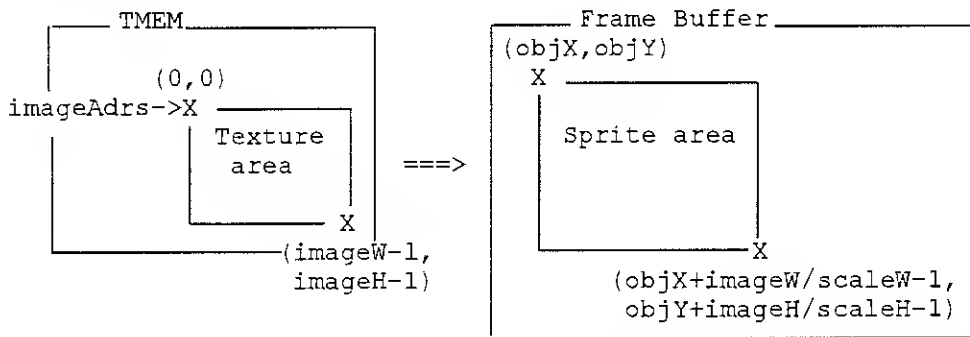 TMEM
(0,0)
imageAdrs->X
Texture
area
X
(imageW-1,
imageH-1)
===>
Frame Buffer
(objX,objY)
X
Sprite area
X
(objX+imageW/scaleW-1,
objY+imageH/scaleH-1)